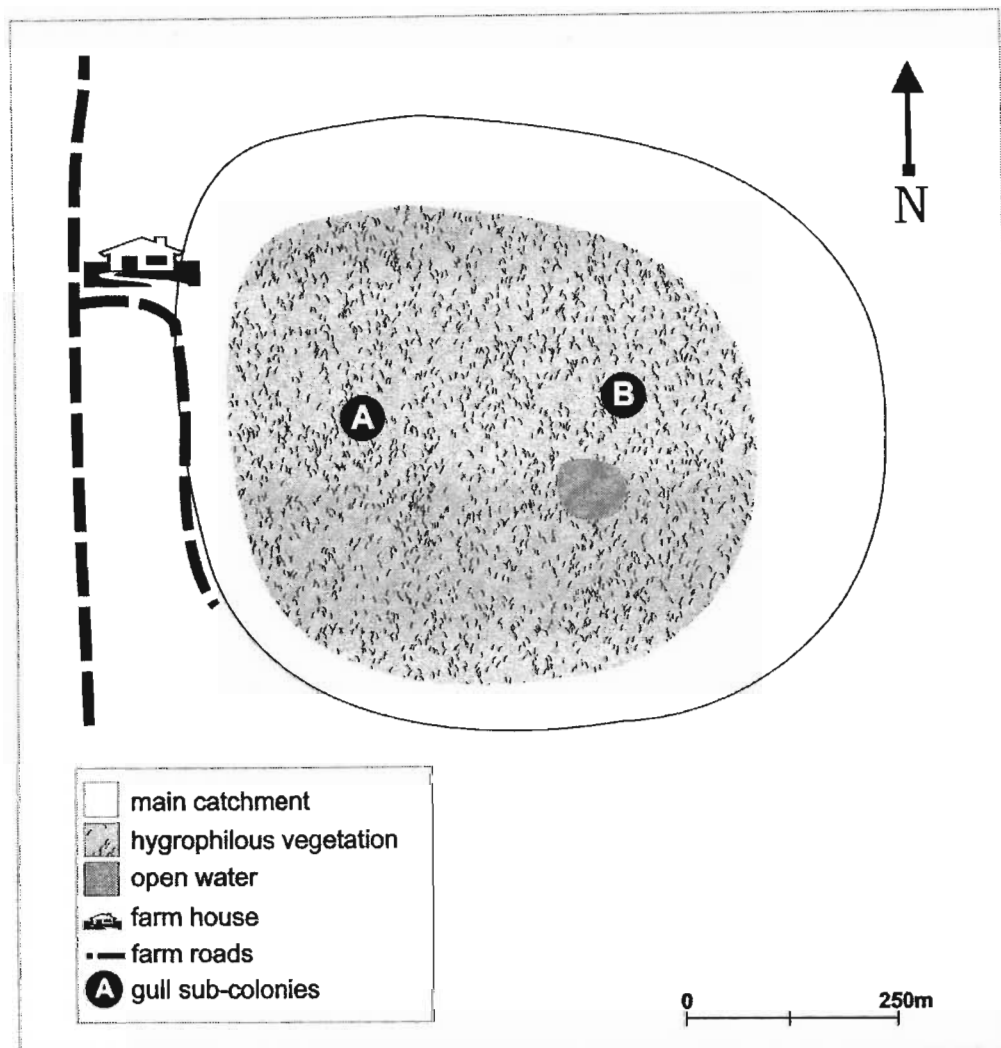 N
A
B
main catchment
hygrophilous vegetation
open water
farm house
farm roads
A gull sub-colonies
0 250m